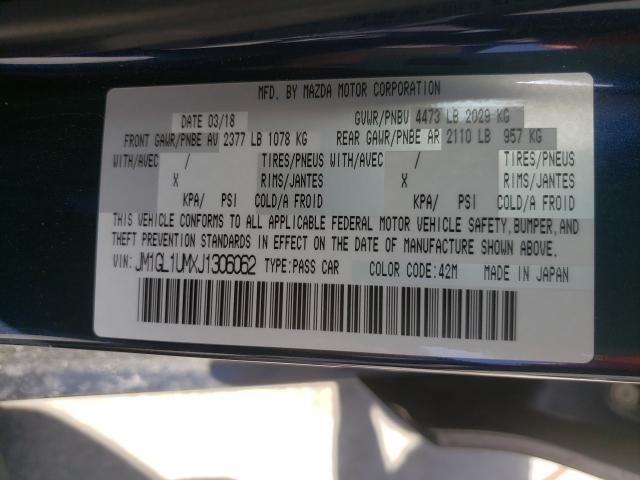 MFD. BY MAZDA MOTOR CORPORATION
DATE 03/18 GVWR/PNBV 4473 LB 2029 KG
FRONT GAWR/PNBE AV 2377 LB 1078 KG REAR GAWR/PNBE AR 2110 LB 957 KG
WITH/AVEC / TIRES/PNEUS WITH/AVEC / TIRES/PNEUS
X RIMS/JANTES X RIMS/JANTES
KPA/ PSI COLD/A FROID KPA/ PSI COLD/A FROID
THIS VEHICLE CONFORMS TO ALL APPLICABLE FEDERAL MOTOR VEHICLE SAFETY, BUMPER, AND
THEFT PREVENTION STANDARDS IN EFFECT ON THE DATE OF MANUFACTURE SHOWN ABOVE.
VIN: JM1GL1UMXJ1306062 TYPE: PASS CAR COLOR CODE: 42M MADE IN JAPAN